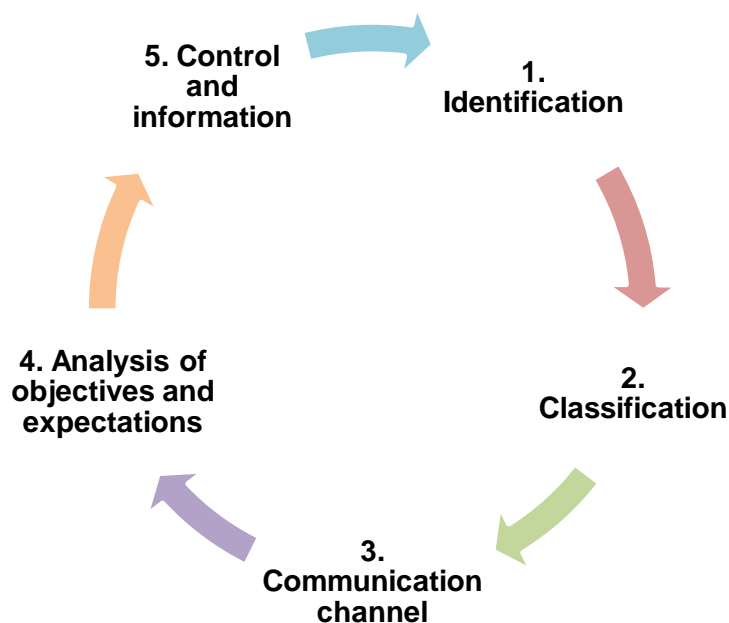 1.
Identification
2.
Classification
3.
Communication
channel
4. Analysis of
objectives and
expectations
5. Control
and
information